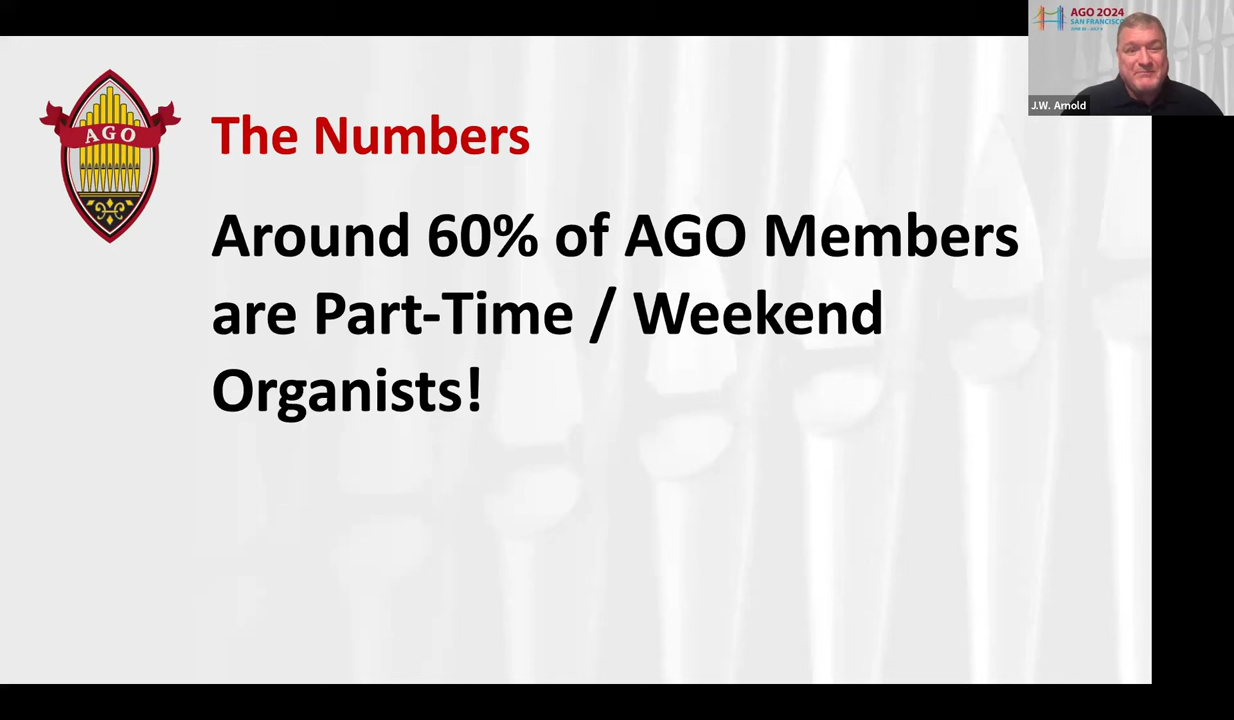 AGO 2024
SAN FRANCISCO
J.W. Arnold
AGO
The Numbers
Around 60% of AGO Members
are Part-Time / Weekend
Organists!